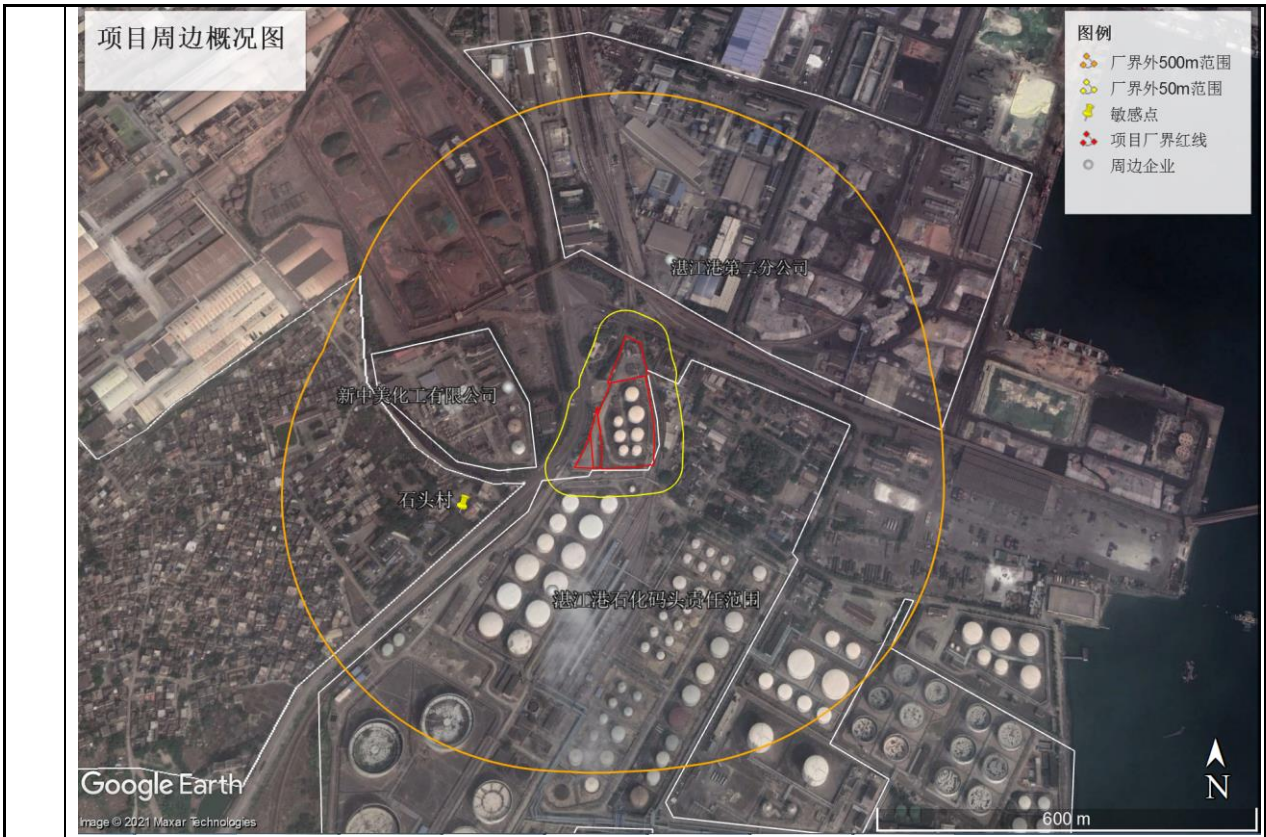 项目周边概况图
图例
厂界外500m范围
厂界外50m范围
敏感点
项目厂界红线
周边企业
湛江港第二分公司
新中美化工有限公司
石头村
湛江港石化码头责任范围
Google Earth
Image © 2021 Maxar Technologies
N
600 m